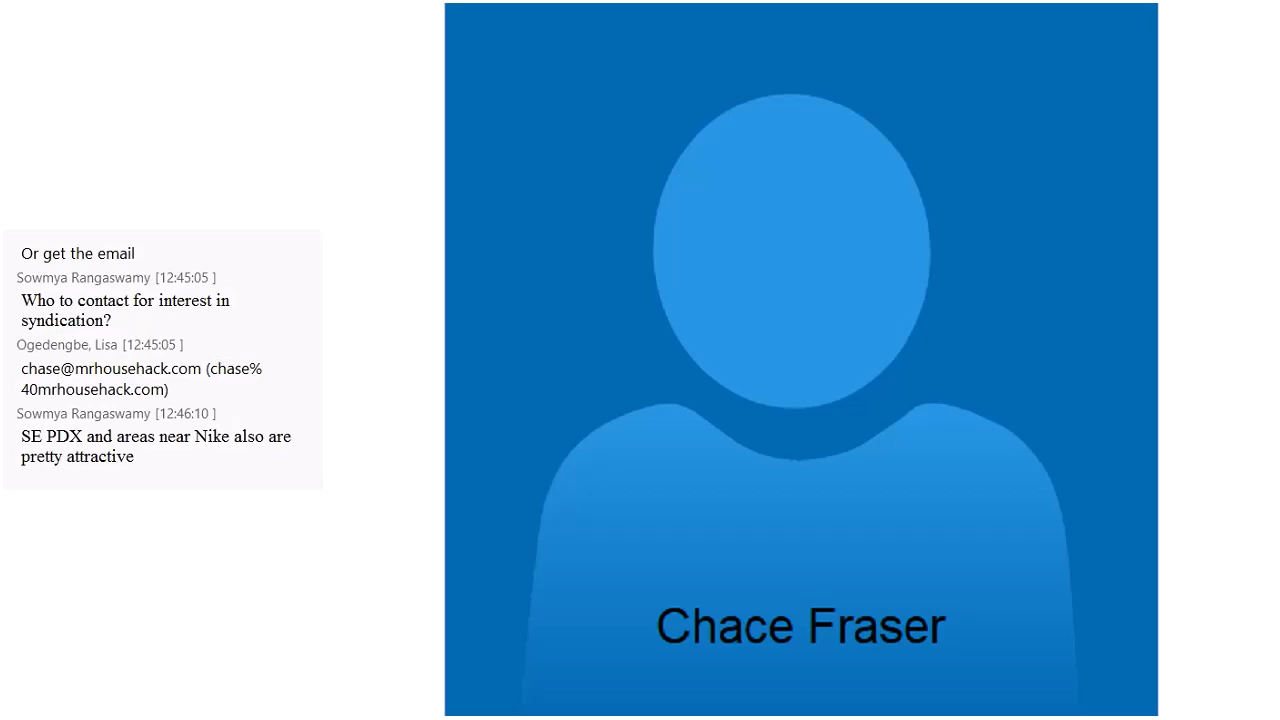 Or get the email
Sowmya Rangaswamy [12:45:05 ]
Who to contact for interest in
syndication?
Ogedengbe, Lisa [12:45:05 ]
chase@mrhousehack.com (chase%
40mrhousehack.com)
Sowmya Rangaswamy [12:46:10 ]
SE PDX and areas near Nike also are
pretty attractive
Chace Fraser